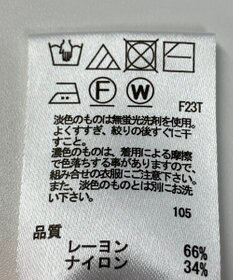 F
W
F23T
淡色のものは無蛍光洗剤を使用。
よくすすぎ、絞りの後すぐに干
すこと。
濃色のものは、着用による摩擦
で色落ちする事がありますので、
組み合せの衣服にご注意下さい。
また、淡色のものとは別にお洗
い下さい。
105
品質
レーヨン 66%
ナイロン 34%